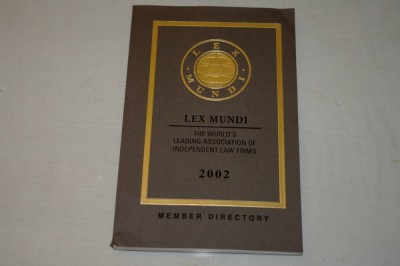 LEX
MUNDI
LEX MUNDI
THE WORLD'S
LEADING ASSOCIATION OF
INDEPENDENT LAW FIRMS
2002
MEMBER DIRECTORY